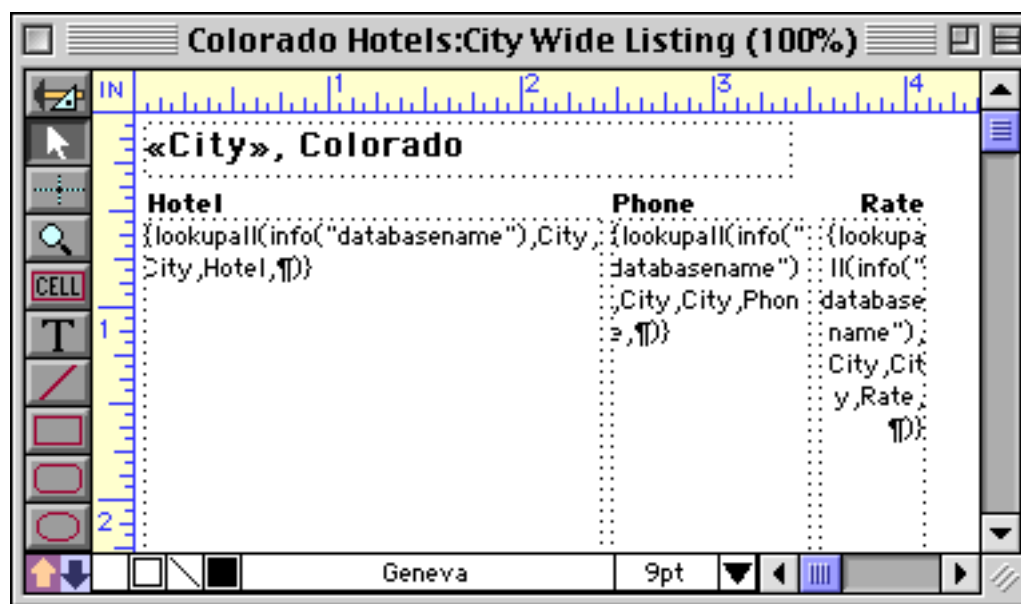 Colorado Hotels:City Wide Listing (100%)
IN 1 2 3 4
«City», Colorado
Hotel Phone Rate
{lookupall(info("databasename"),City,
City,Hotel,¶)}
{lookupall(info("
databasename")
,City,City,Phon
e,¶)}
{lookupa
ll(info("
database
name"),
City,Cit
y,Rate,
¶)}
CELL
T
1
2
Geneva 9pt